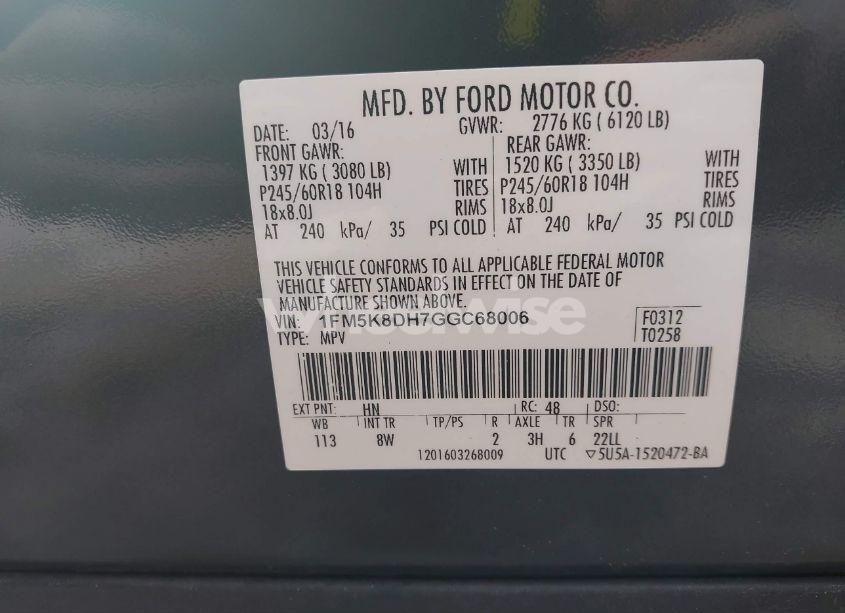 MFD. BY FORD MOTOR CO.
DATE: 03/16 GVWR: 2776 KG ( 6120 LB)
FRONT GAWR: REAR GAWR:
1397 KG ( 3080 LB) WITH 1520 KG ( 3350 LB) WITH
P245/60R18 104H TIRES P245/60R18 104H TIRES
18x8.0J RIMS 18x8.0J RIMS
AT 240 kPa/ 35 PSI COLD AT 240 kPa/ 35 PSI COLD
THIS VEHICLE CONFORMS TO ALL APPLICABLE FEDERAL MOTOR
VEHICLE SAFETY STANDARDS IN EFFECT ON THE DATE OF
MANUFACTURE SHOWN ABOVE.
VIN: 1FM5K8DH7GGC68006 F0312
TYPE: MPV T0258
EXT PNT: HN RC: 48 DSO:
WB INT TR TP/PS R AXLE TR SPR
113 8W 2 3H 6 22LL
1201603268009 UTC ▽5U5A-1520472-BA